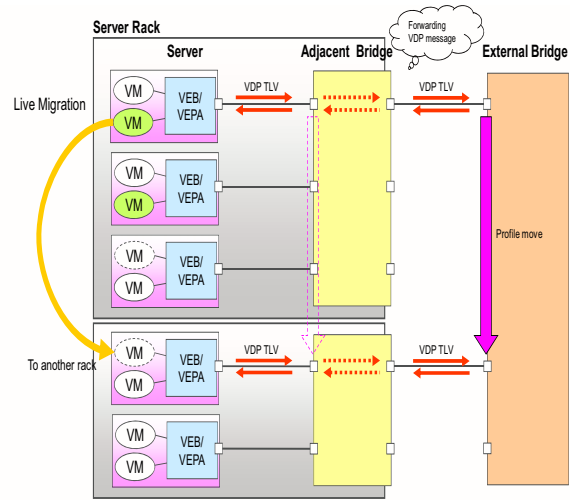 Forwarding
VDP message
Server Rack
Server
Adjacent Bridge
External Bridge
VM
VM
VEB/
VEPA
VDP TLV
VDP TLV
Live Migration
VM
VM
VEB/
VEPA
VM
VM
VEB/
VEPA
Profile move
To another rack
VM
VM
VEB/
VEPA
VDP TLV
VDP TLV
VM
VM
VEB/
VEPA